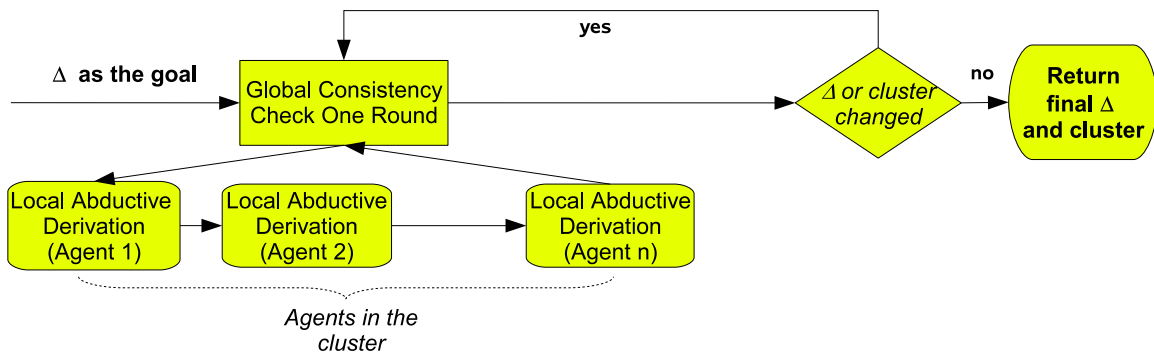 yes
Δ as the goal
Global Consistency
Check One Round
Δ or cluster
changed
no
Return
final Δ
and cluster
Local Abductive
Derivation
(Agent 1)
Local Abductive
Derivation
(Agent 2)
Local Abductive
Derivation
(Agent n)
Agents in the
cluster